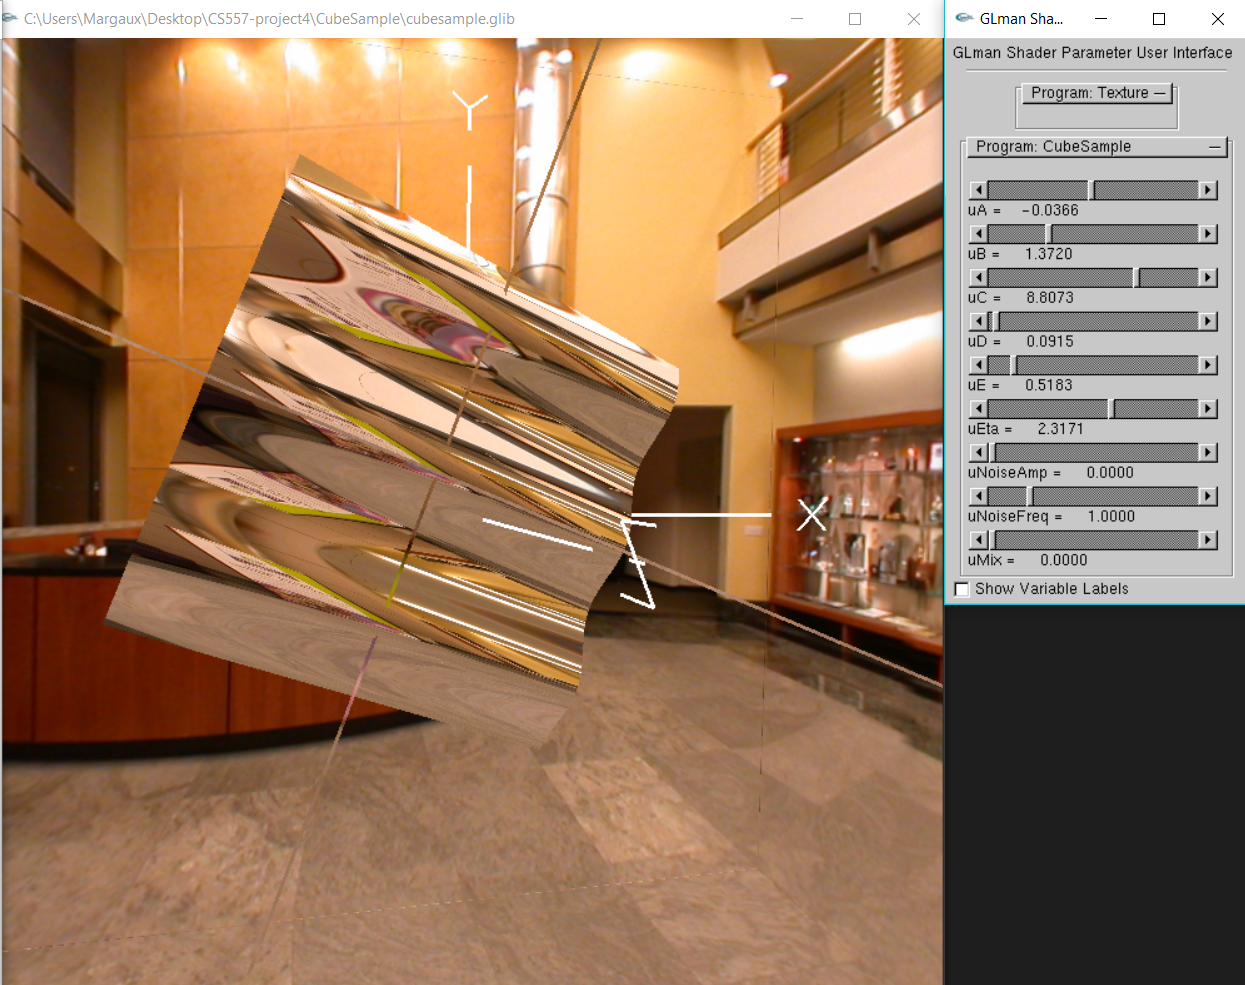 C:\Users\Margaux\Desktop\CS557-project4\CubeSample\cubesample.glib
GLman Sha...
GLman Shader Parameter User Interface
Program: Texture
Program: CubeSample
uA = -0.0366
uB = 1.3720
uC = 8.8073
uD = 0.0915
uE = 0.5183
uEta = 2.3171
uNoiseAmp = 0.0000
uNoiseFreq = 1.0000
uMix = 0.0000
Show Variable Labels
Y
X
Z